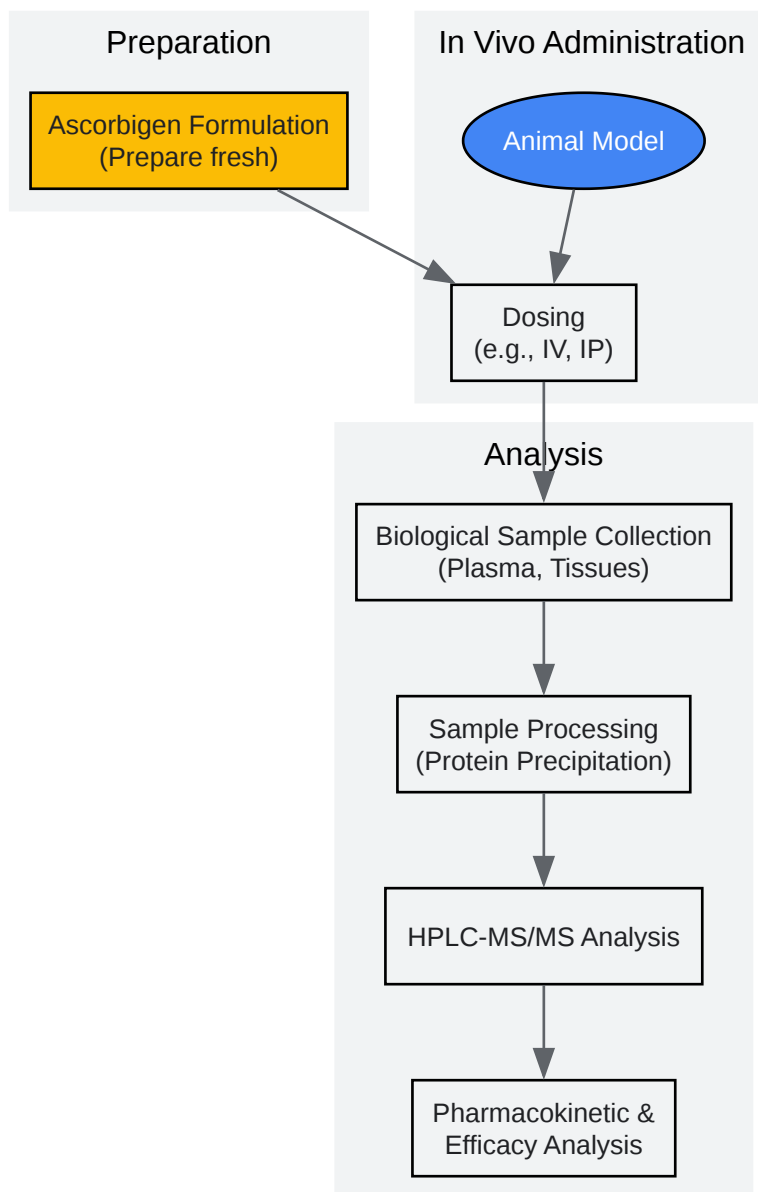 Preparation
In Vivo Administration
Ascorbigen Formulation
(Prepare fresh)
Animal Model
Dosing
(e.g., IV, IP)
Analysis
Biological Sample Collection
(Plasma, Tissues)
Sample Processing
(Protein Precipitation)
HPLC-MS/MS Analysis
Pharmacokinetic &
Efficacy Analysis